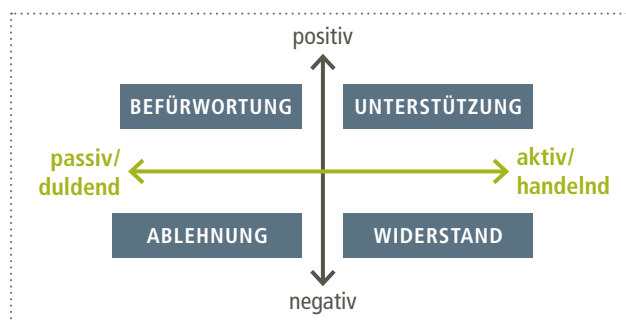 positiv
BEFÜRWORTUNG
UNTERSTÜTZUNG
passiv/
duldend
aktiv/
handelnd
ABLEHNUNG
WIDERSTAND
negativ